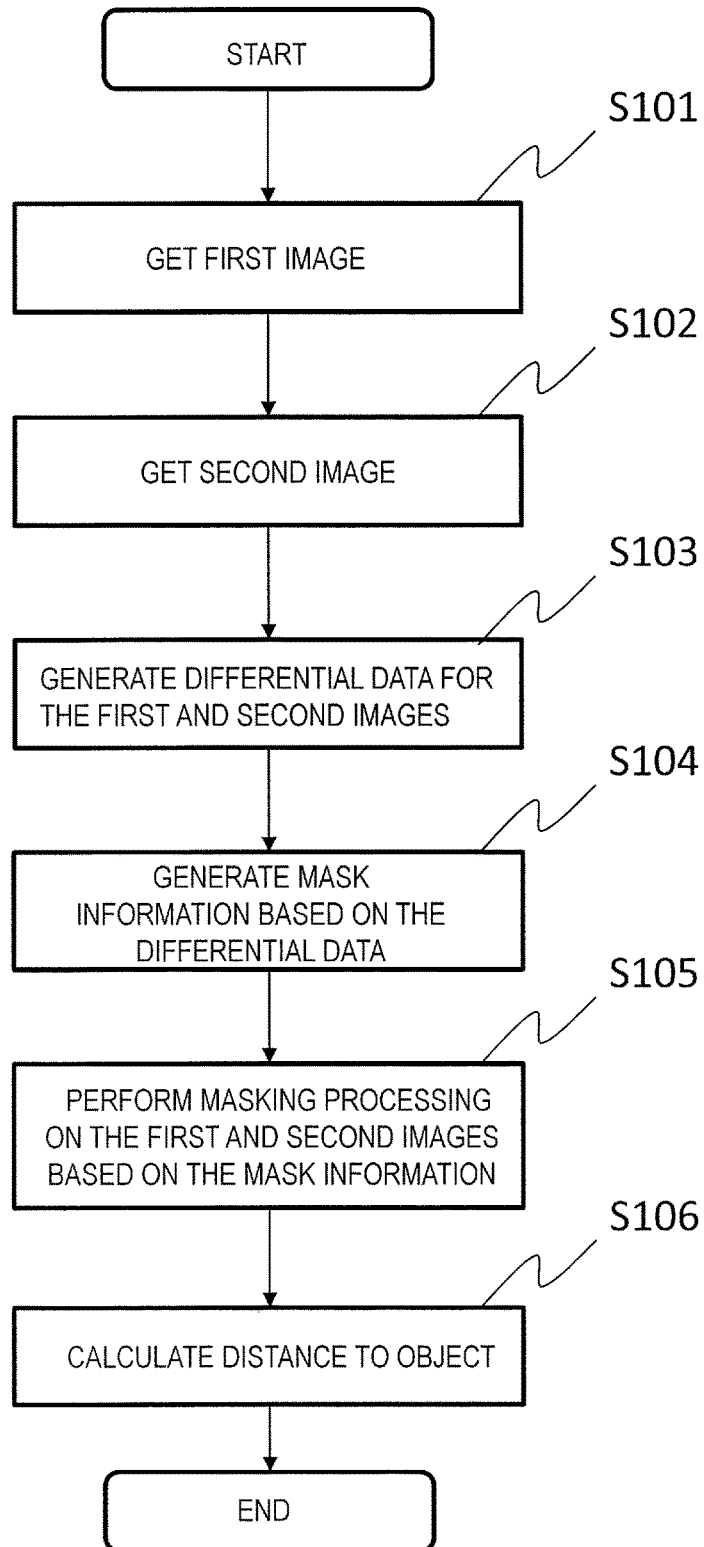 START
S101
GET FIRST IMAGE
S102
GET SECOND IMAGE
S103
GENERATE DIFFERENTIAL DATA FOR
THE FIRST AND SECOND IMAGES
S104
GENERATE MASK
INFORMATION BASED ON THE
DIFFERENTIAL DATA
S105
PERFORM MASKING PROCESSING
ON THE FIRST AND SECOND IMAGES
BASED ON THE MASK INFORMATION
S106
CALCULATE DISTANCE TO OBJECT
END